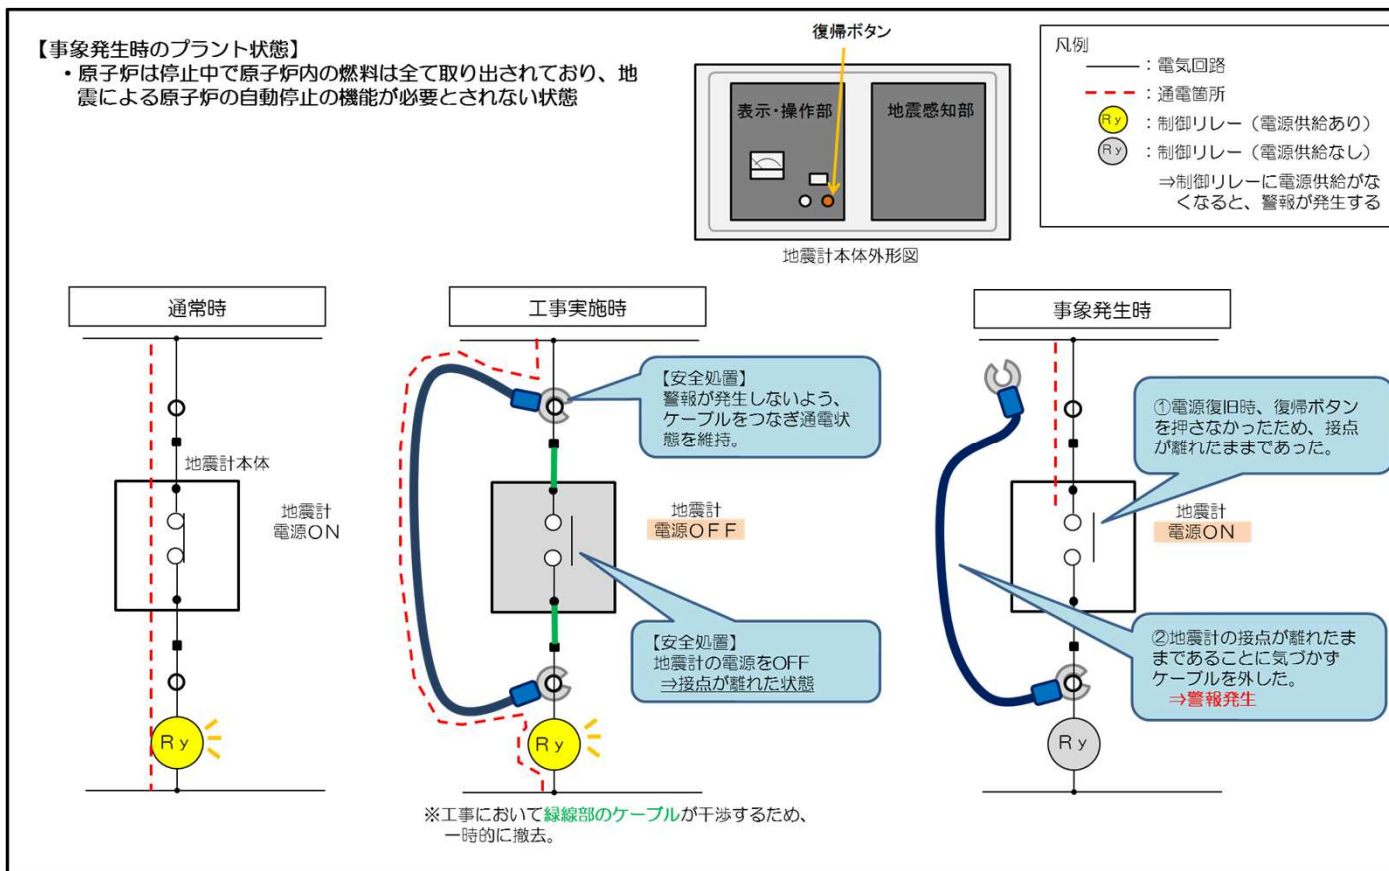 【事象発生時のプラント状態】
・原子炉は停止中で原子炉内の燃料は全て取り出されており、地
震による原子炉の自動停止の機能が必要とされない状態
復帰ボタン
表示・操作部
地震感知部
地震計本体外形図
凡例
：電気回路
：通電箇所
Ry
：制御リレー（電源供給あり）
Ry
：制御リレー（電源供給なし）
⇒制御リレーに電源供給がな
くなると、警報が発生する
通常時
地震計本体
地震計
電源ON
Ry
工事実施時
【安全処置】
警報が発生しないよう、
ケーブルをつなぎ通電状
態を維持。
地震計
電源OFF
【安全処置】
地震計の電源をOFF
⇒接点が離れた状態
Ry
※工事において緑線部のケーブルが干渉するため、
一時的に撤去。
事象発生時
①電源復旧時、復帰ボタン
を押さなかったため、接点
が離れたままであった。
地震計
電源ON
②地震計の接点が離れたま
まであることに気づかず
ケーブルを外した。
⇒警報発生
Ry